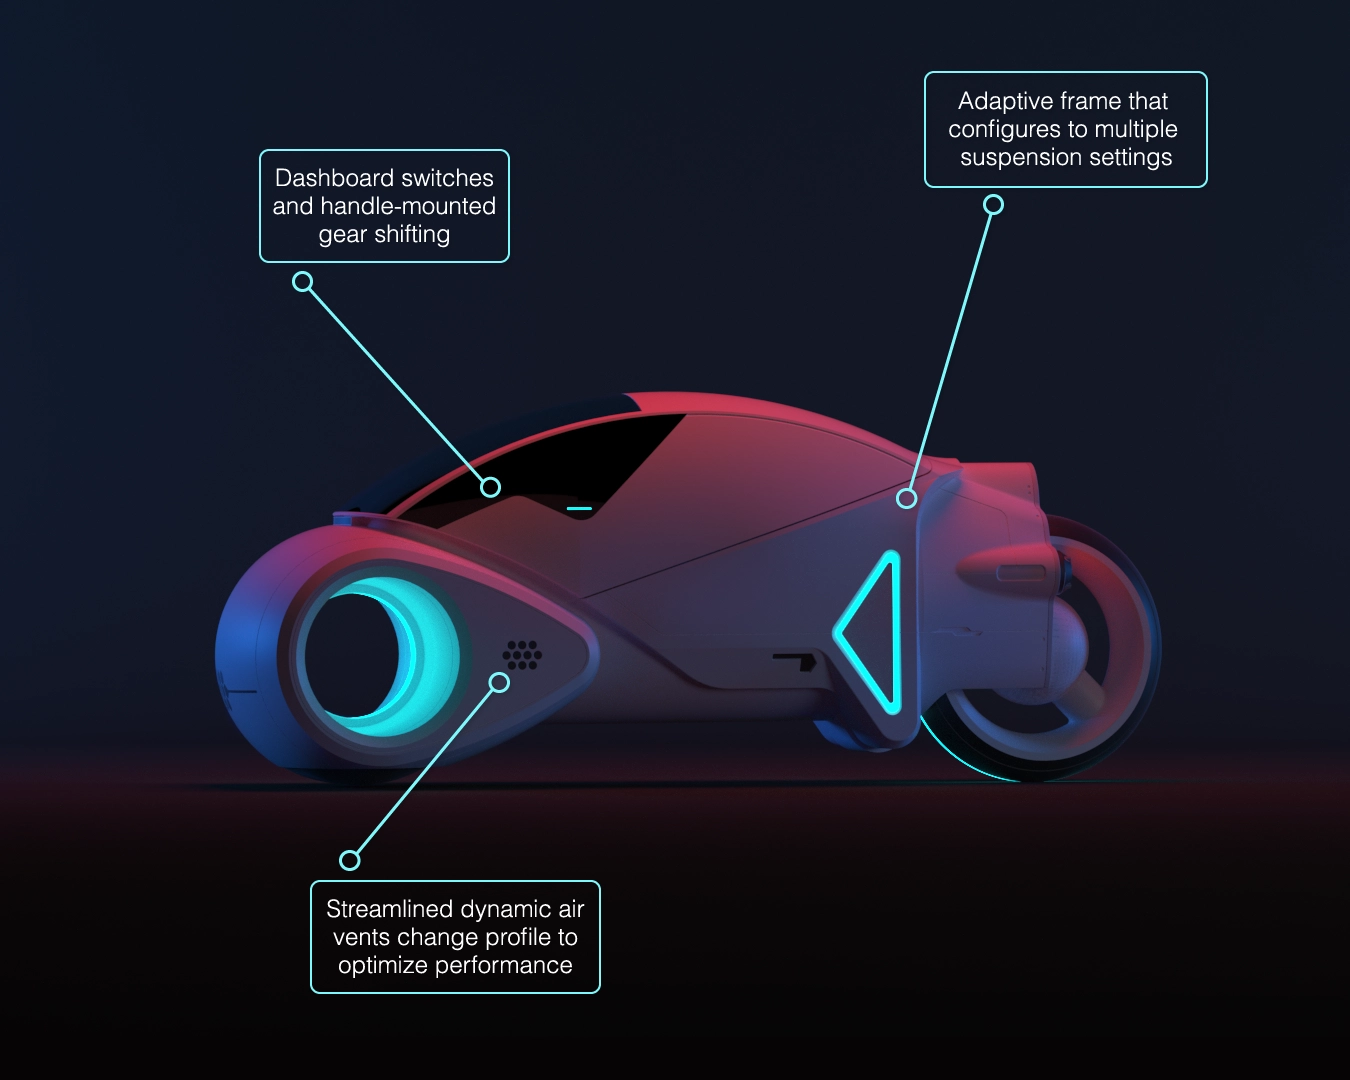 Adaptive frame that
configures to multiple
suspension settings
Dashboard switches
and handle-mounted
gear shifting
Streamlined dynamic air
vents change profile to
optimize performance